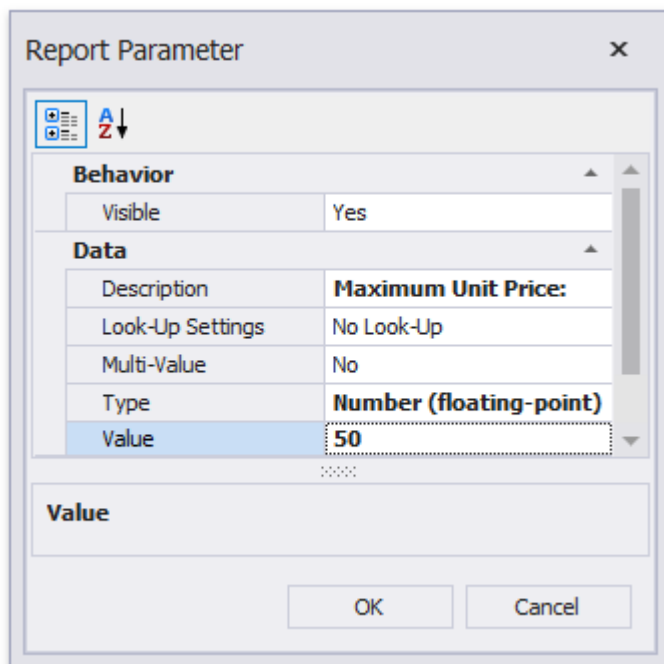 Report Parameter
Behavior
Visible Yes
Data
Description Maximum Unit Price:
Look-Up Settings No Look-Up
Multi-Value No
Type Number (floating-point)
Value 50
Value
OK Cancel